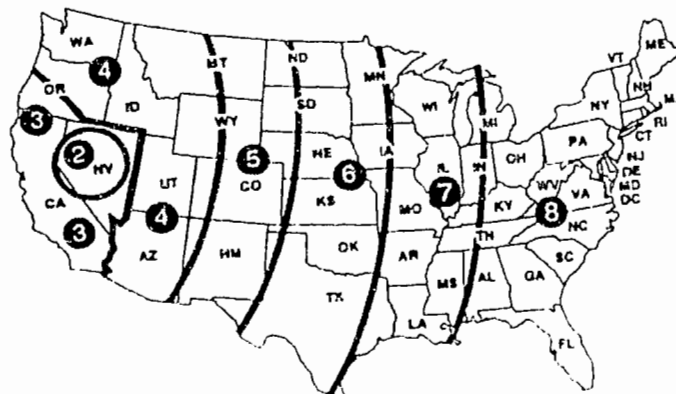 WA
MT
ND
MN
VT
ME
4
OR
ID
SD
WI
MI
NY
NH
M
RI
CT
3
WY
IA
PA
NJ
DE
MD
DC
2
NV
5
NE
6
IL
IN
OH
WV
VA
UT
CO
KS
7
MO
KY
8
NC
CA
4
3
AZ
NM
OK
AR
TN
SC
TX
MS
AL
GA
LA
FL